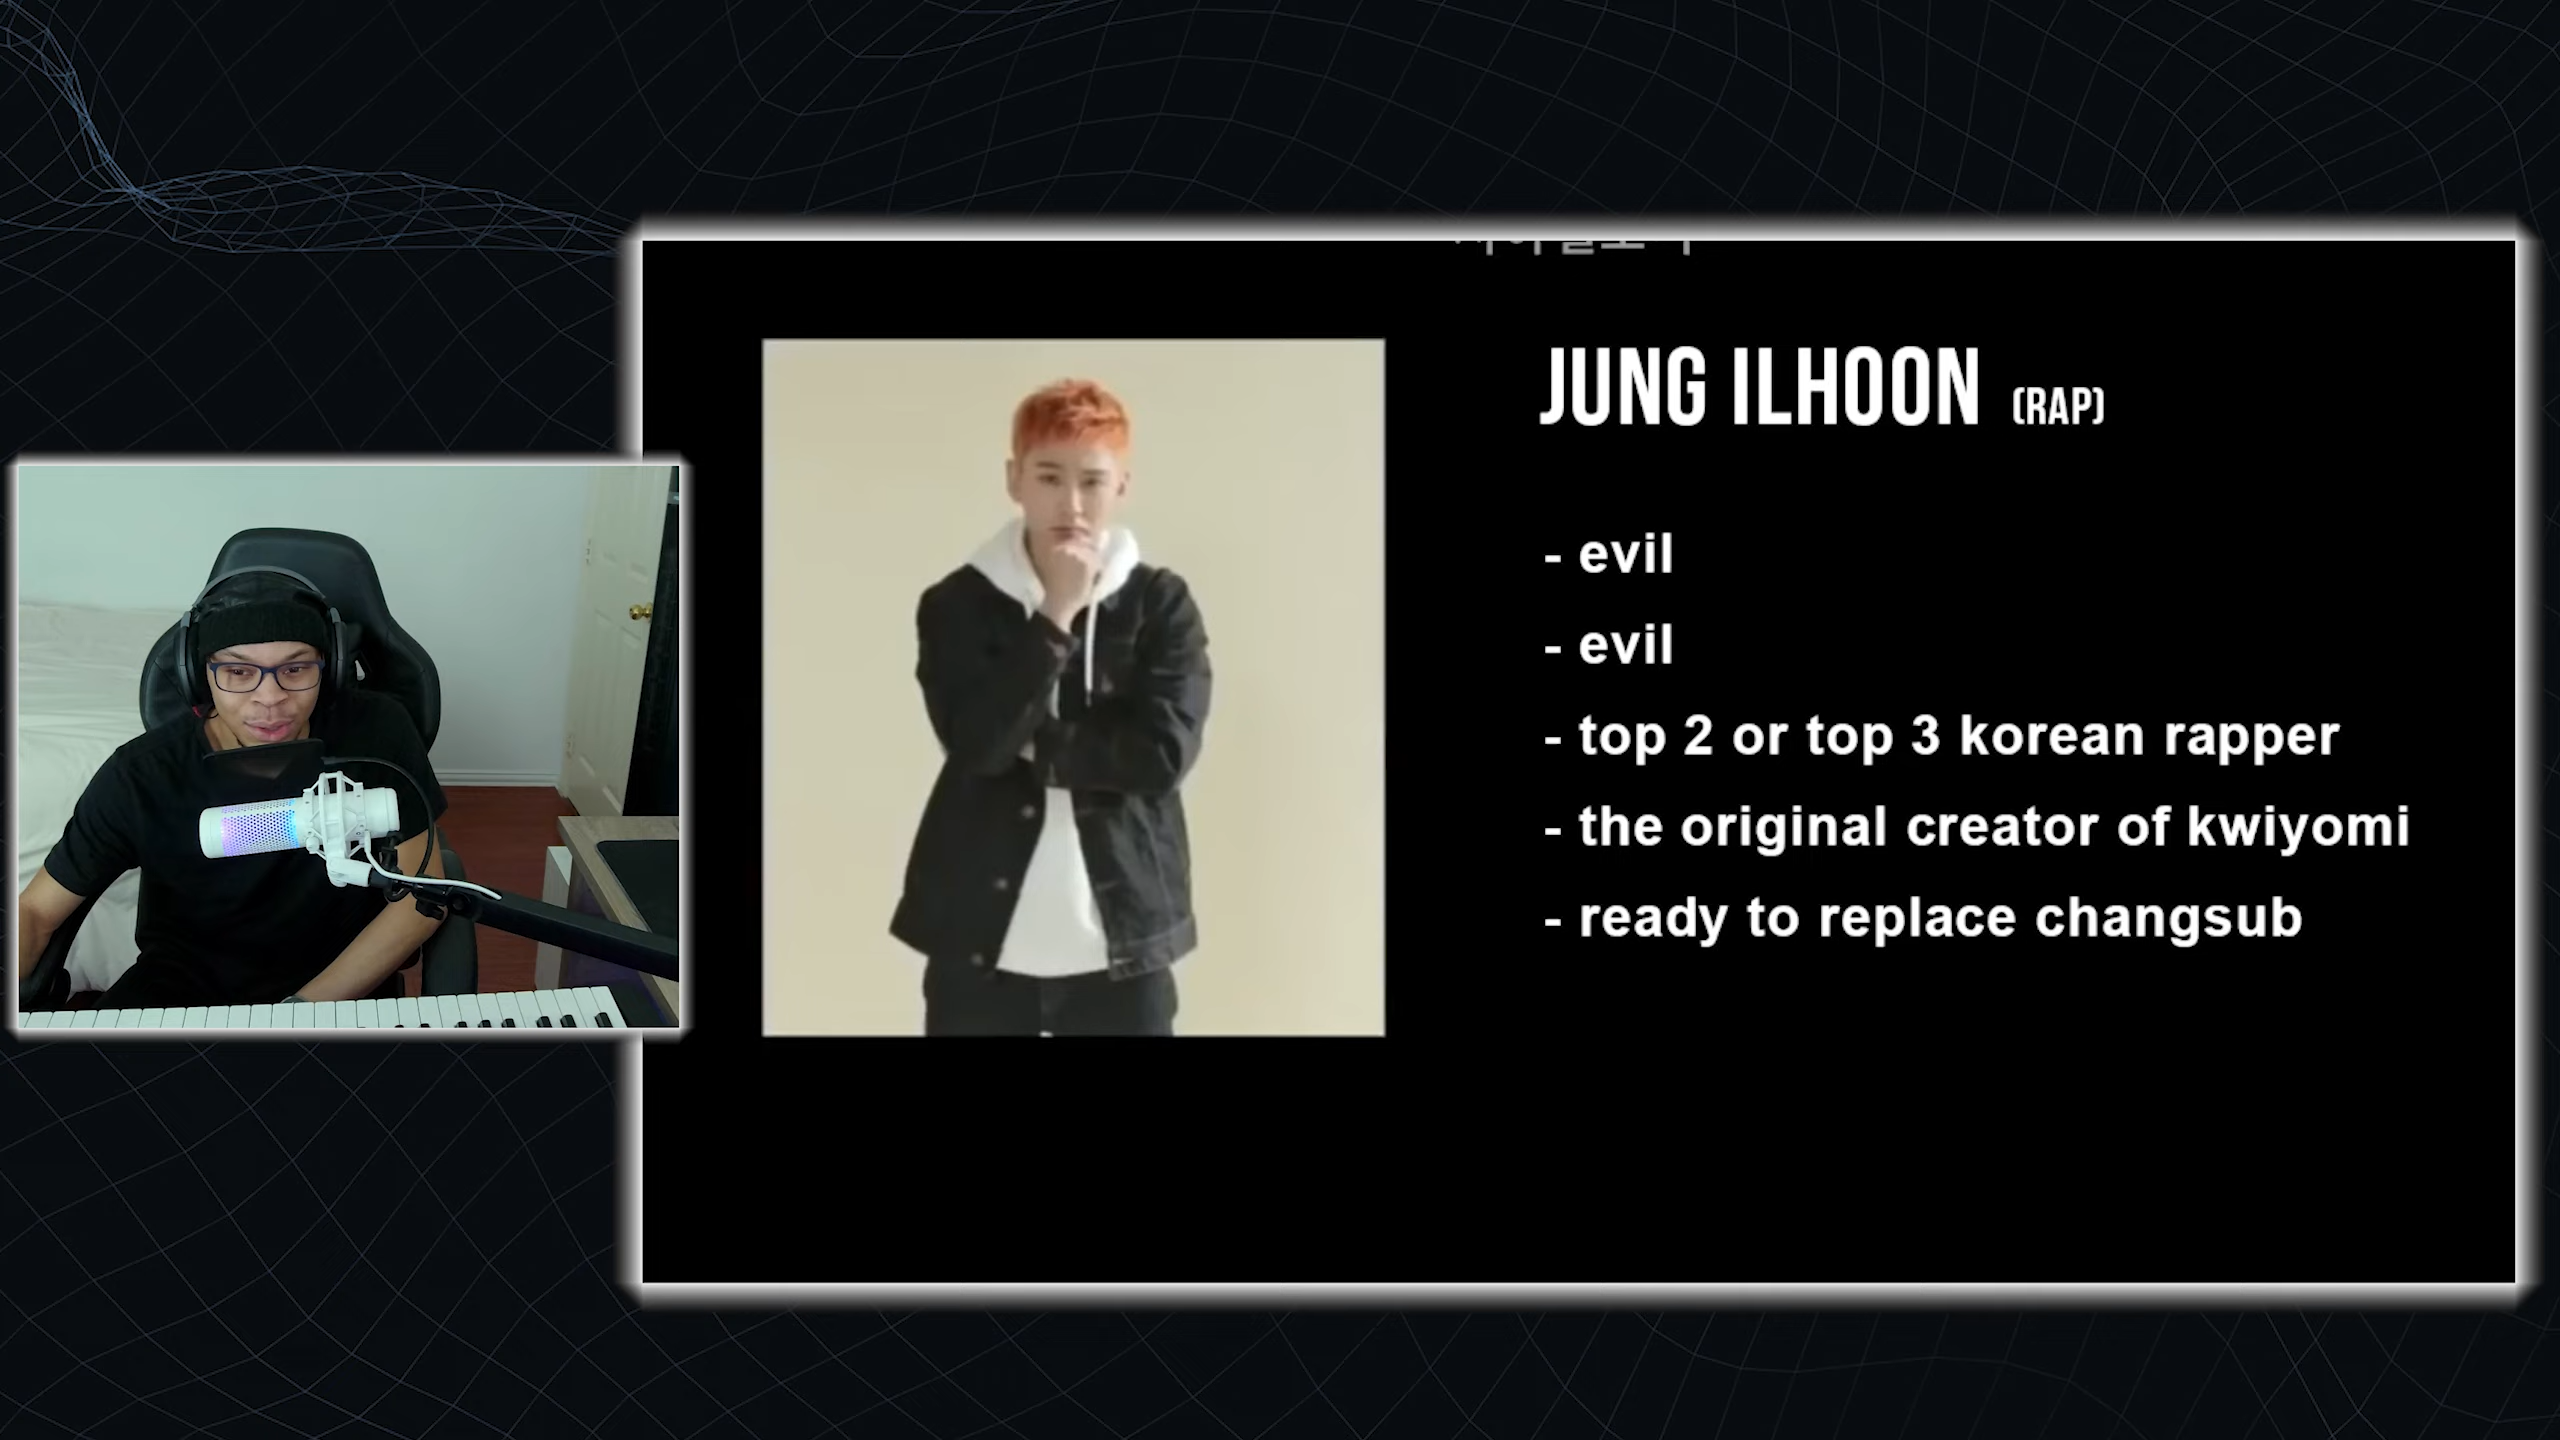 JUNG ILHOON (RAP)
- evil
- evil
- top 2 or top 3 korean rapper
- the original creator of kwiyomi
- ready to replace changsub